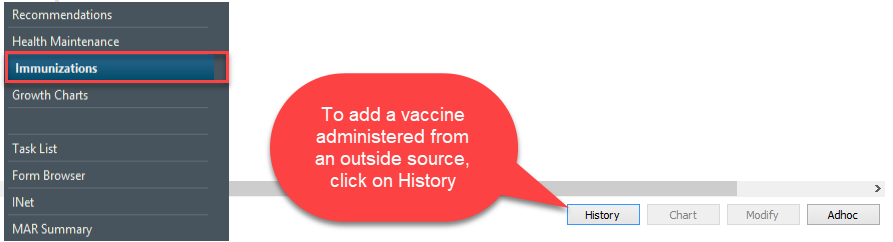 Recommendations
Health Maintenance
Immunizations
Growth Charts
Task List
Form Browser
INet
MAR Summary
To add a vaccine
administered from
an outside source,
click on History
History
Chart
Modify
Adhoc